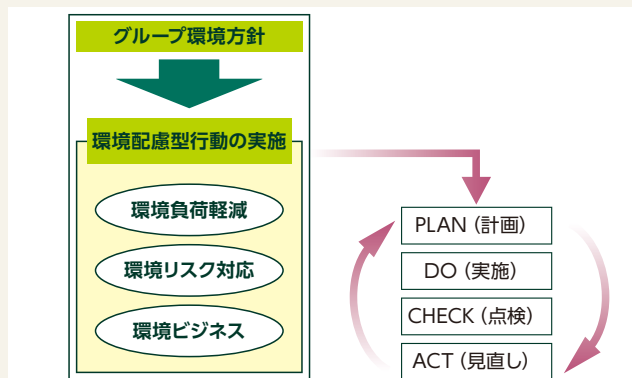 グループ環境方針
環境配慮型行動の実施
環境負荷軽減
環境リスク対応
環境ビジネス
PLAN（計画）
DO（実施）
CHECK（点検）
ACT（見直し）